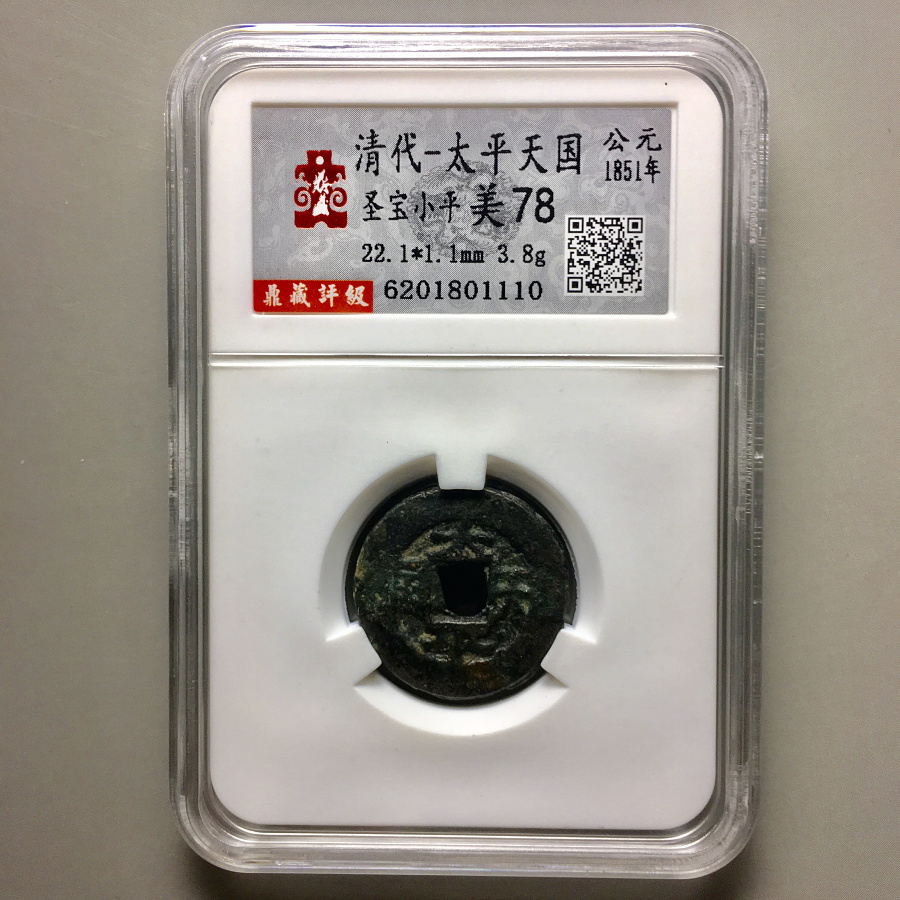 清代-太平天国 公元
1851年
圣宝小平 美78
22.1*1.1mm 3.8g
鼎藏評級 6201801110